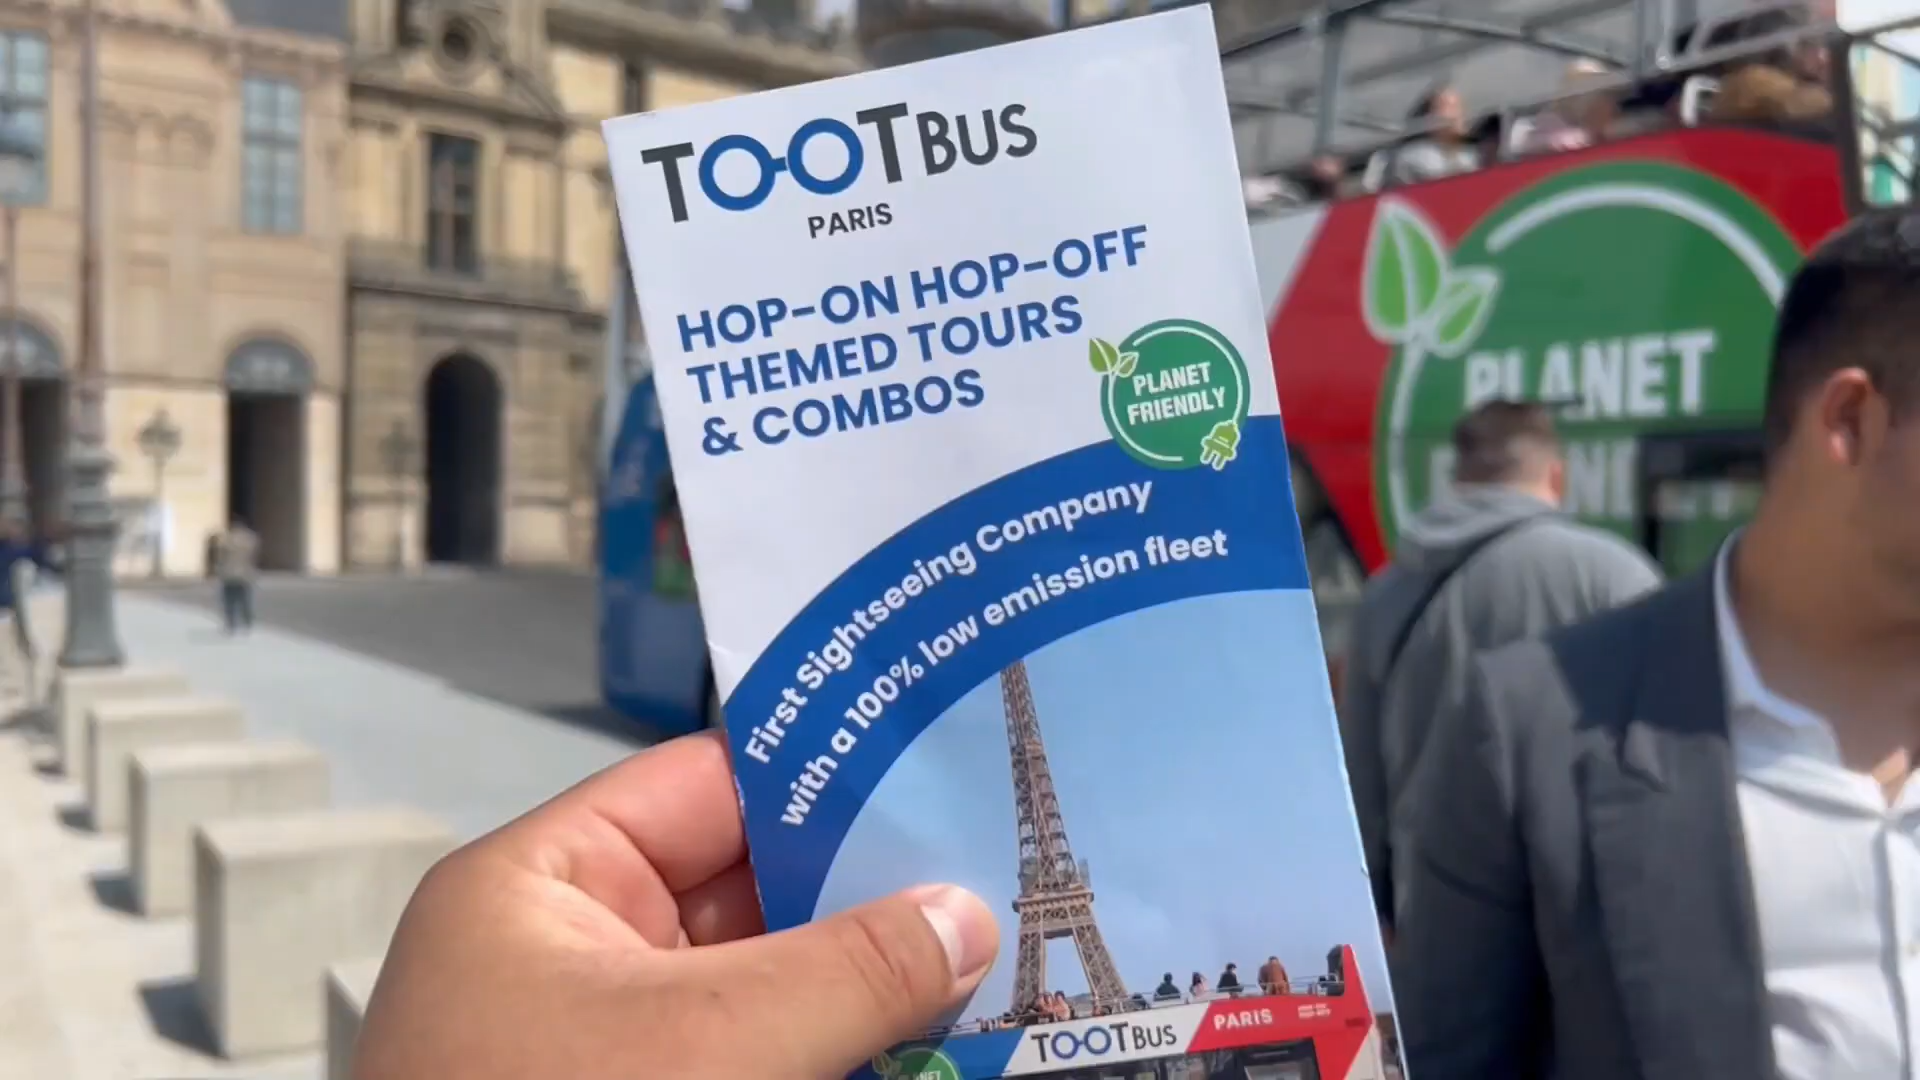 TOOTBUS
PARIS
HOP-ON HOP-OFF
THEMED TOURS
& COMBOS
PLANET
FRIENDLY
First Sightseeing Company
with a 100% low emission fleet
TOOTBUS
PARIS
PLANET
PLANET